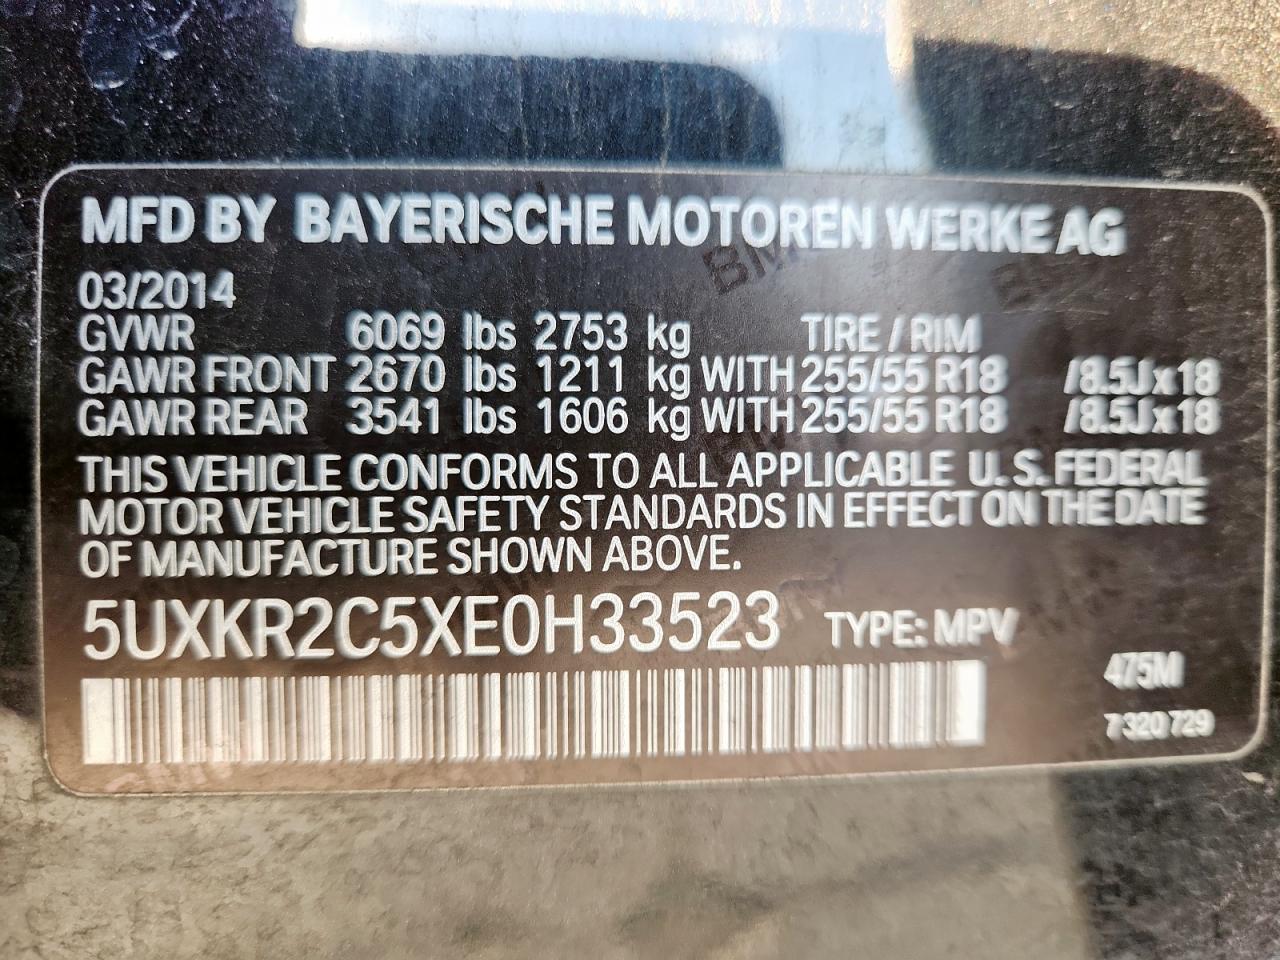 MFD BY BAYERISCHE MOTOREN WERKE AG
03/2014
GVWR 6069 lbs 2753 kg TIRE / RIM
GAWR FRONT 2670 lbs 1211 kg WITH 255/55 R18 /8.5Jx18
GAWR REAR 3541 lbs 1606 kg WITH 255/55 R18 /8.5Jx18
THIS VEHICLE CONFORMS TO ALL APPLICABLE U.S. FEDERAL
MOTOR VEHICLE SAFETY STANDARDS IN EFFECT ON THE DATE
OF MANUFACTURE SHOWN ABOVE.
5UXKR2C5XE0H33523 TYPE: MPV
475M
7 320 729